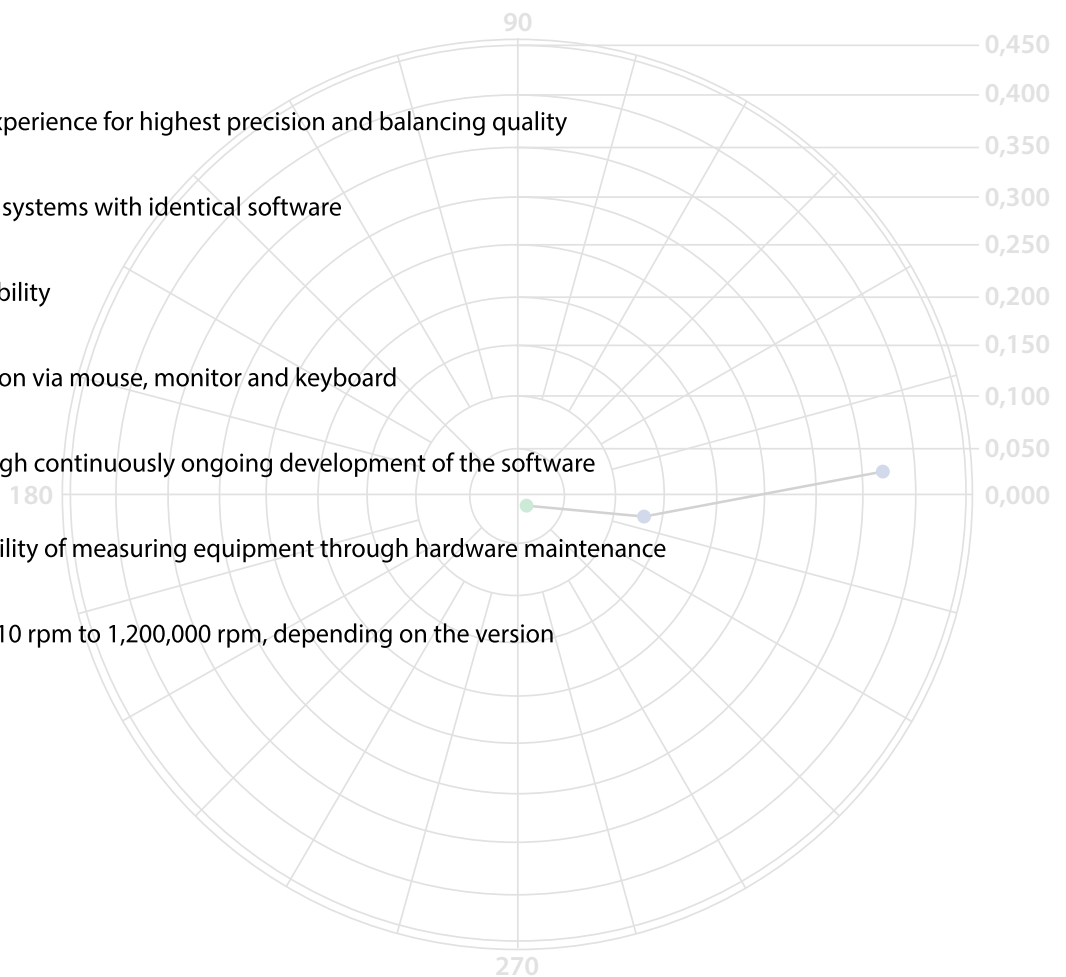 90
0,450
0,400
xperience for highest precision and balancing quality
0,350
0,300
systems with identical software
0,250
bility
0,200
0,150
on via mouse, monitor and keyboard
0,100
0,050
gh continuously ongoing development of the software
180
0,000
ility of measuring equipment through hardware maintenance
10 rpm to 1,200,000 rpm, depending on the version
270